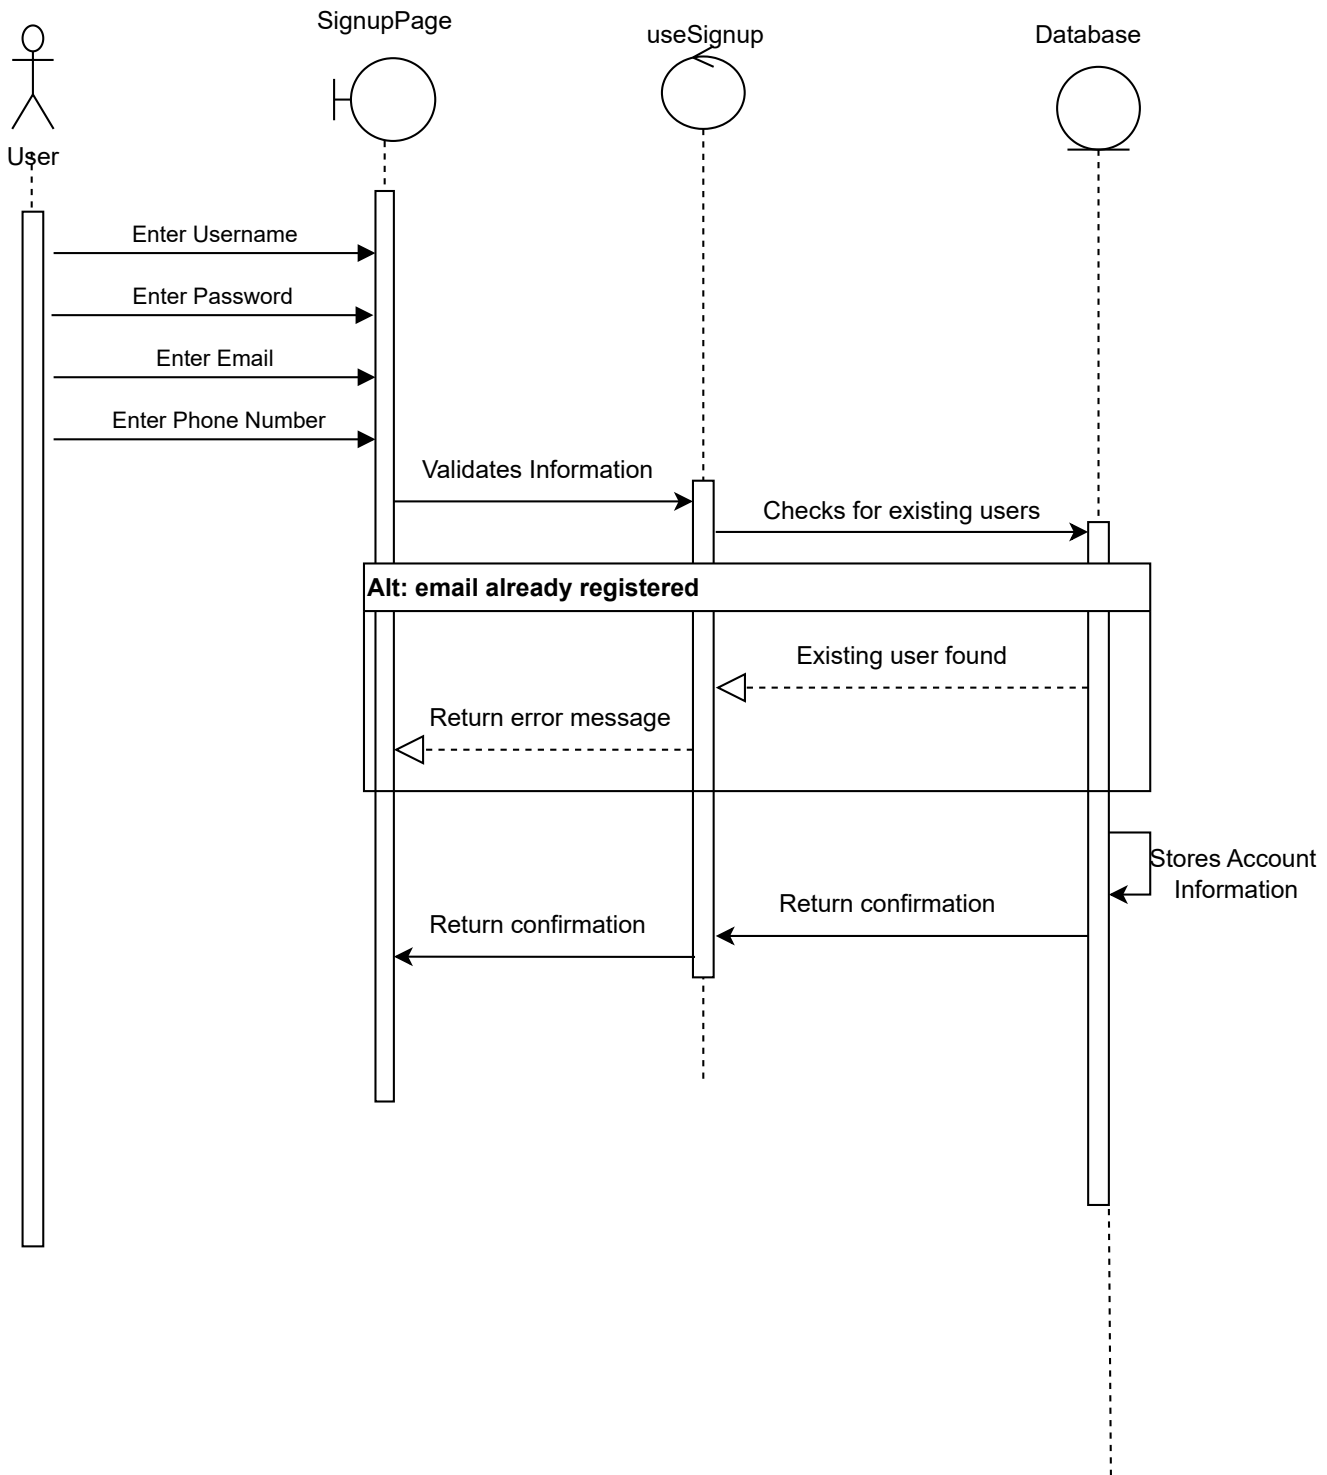 SignupPage
useSignup
Database
User
Enter Username
Enter Password
Enter Email
Enter Phone Number
Validates Information
Checks for existing users
Alt: email already registered
Existing user found
Return error message
Stores Account
Information
Return confirmation
Return confirmation